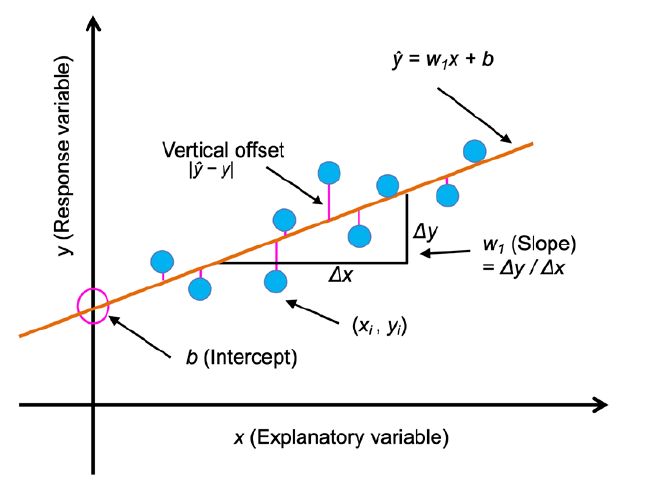 ŷ = w₁x + b
y (Response variable)
Vertical offset
|ŷ – y|
Δy
w₁ (Slope)
= Δy / Δx
Δx
(xᵢ , yᵢ)
b (Intercept)
x (Explanatory variable)